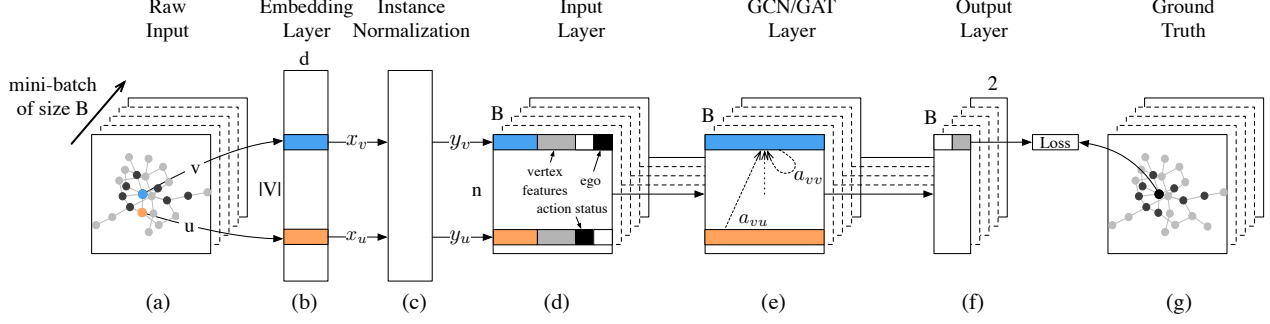 Raw
Input
Embedding
Layer
Instance
Normalization
Input
Layer
GCN/GAT
Layer
Output
Layer
Ground
Truth
mini-batch
of size B
v
u
d
|V|
x_v
x_u
y_v
y_u
n
B
vertex
features
ego
action status
B
a_vv
a_vu
B
2
Loss
(a)
(b)
(c)
(d)
(e)
(f)
(g)